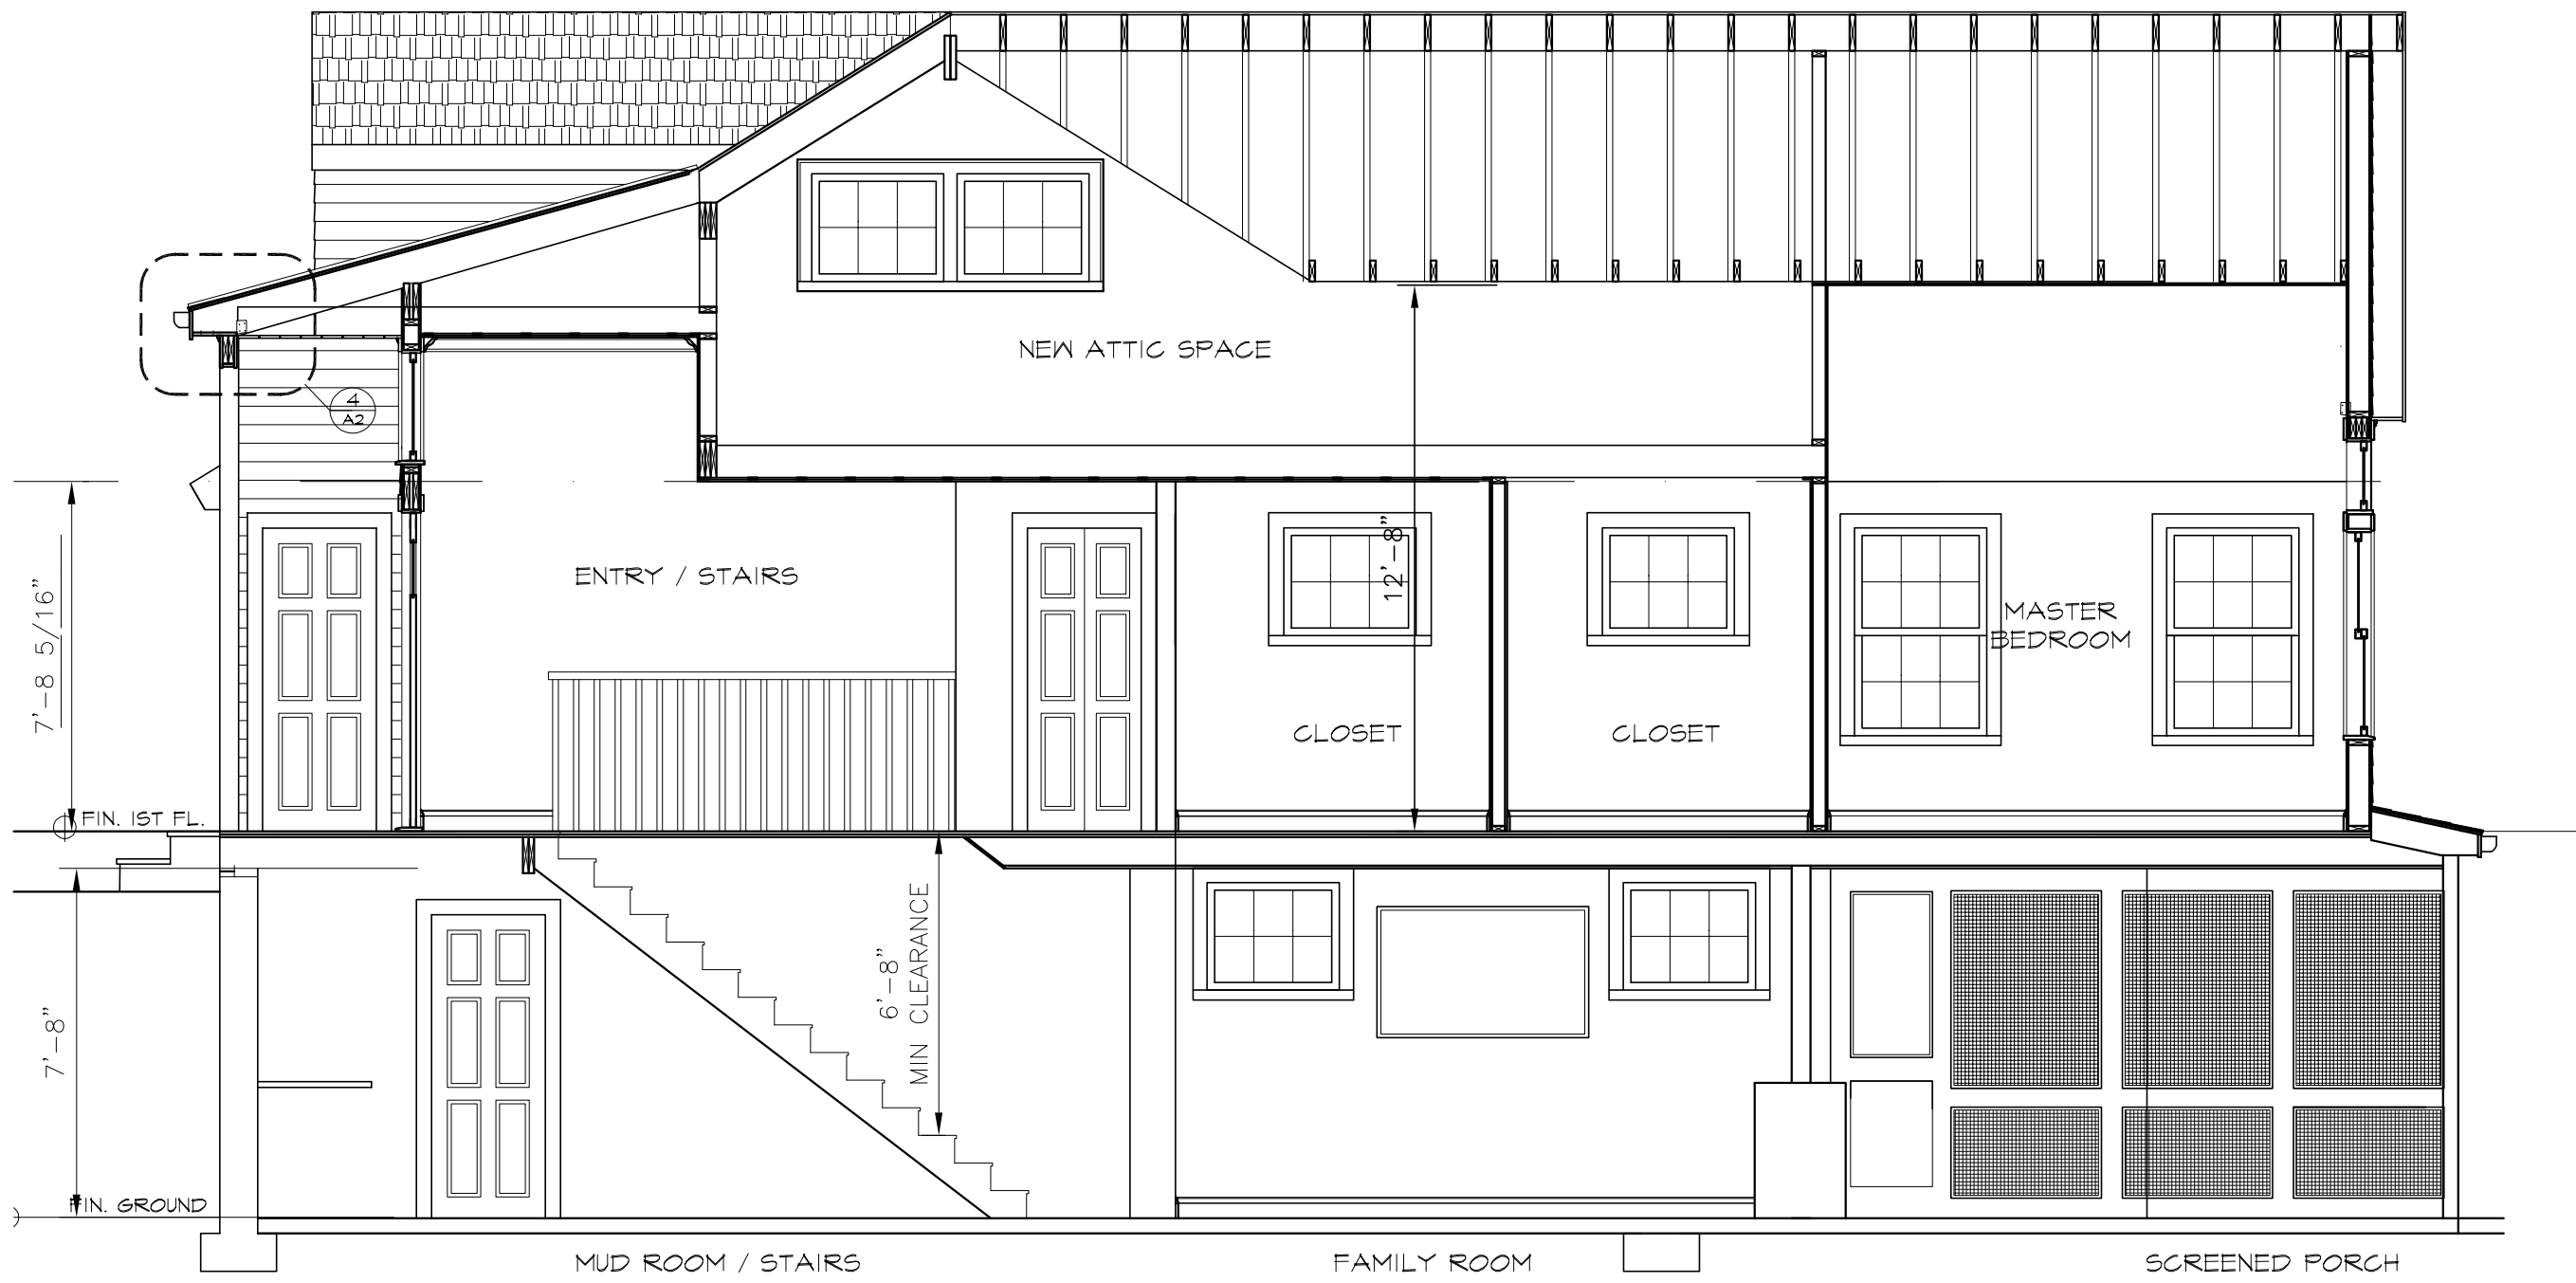 NEW ATTIC SPACE
4
A2
7'-8 5/16"
ENTRY / STAIRS
12'-8"
MASTER
BEDROOM
CLOSET
CLOSET
FIN. 1ST FL.
6'-8"
MIN CLEARANCE
7'-8"
FIN. GROUND
MUD ROOM / STAIRS
FAMILY ROOM
SCREENED PORCH